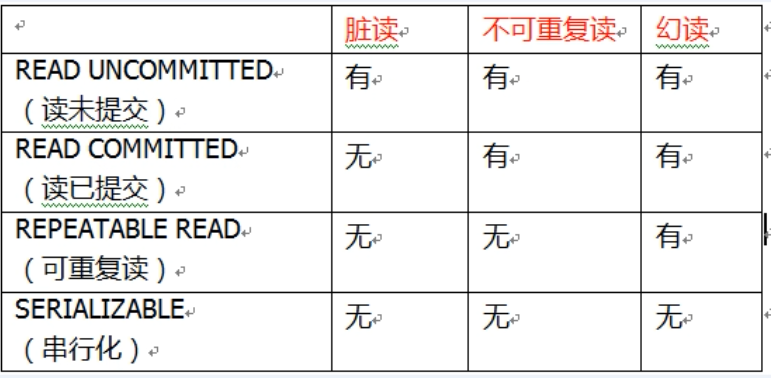 脏读 不可重复读 幻读
READ UNCOMMITTED
（读未提交） 有 有 有
READ COMMITTED
（读已提交） 无 有 有
REPEATABLE READ
（可重复读） 无 无 有
SERIALIZABLE
（串行化） 无 无 无